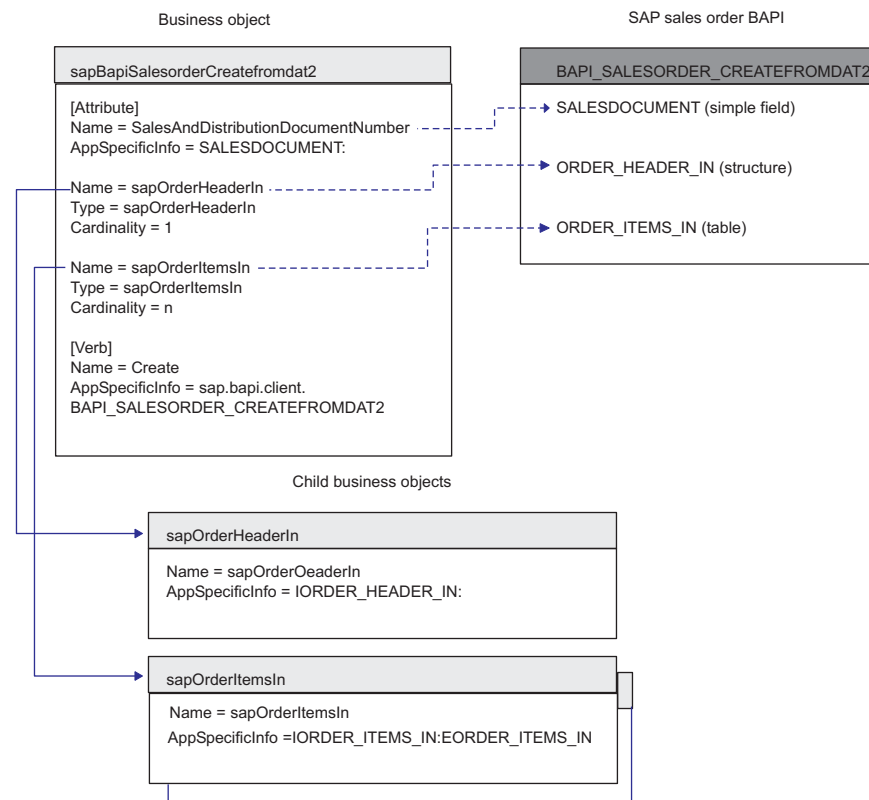 Business object
SAP sales order BAPI
sapBapiSalesorderCreatefromdat2
[Attribute]
Name = SalesAndDistributionDocumentNumber
AppSpecificInfo = SALESDOCUMENT:
Name = sapOrderHeaderIn
Type = sapOrderHeaderIn
Cardinality = 1
Name = sapOrderItemsIn
Type = sapOrderItemsIn
Cardinality = n
[Verb]
Name = Create
AppSpecificInfo = sap.bapi.client.
BAPI_SALESORDER_CREATEFROMDAT2
BAPI_SALESORDER_CREATEFROMDAT2
SALESDOCUMENT (simple field)
ORDER_HEADER_IN (structure)
ORDER_ITEMS_IN (table)
Child business objects
sapOrderHeaderIn
Name = sapOrderOeaderIn
AppSpecificInfo = IORDER_HEADER_IN:
sapOrderItemsIn
Name = sapOrderItemsIn
AppSpecificInfo =IORDER_ITEMS_IN:EORDER_ITEMS_IN